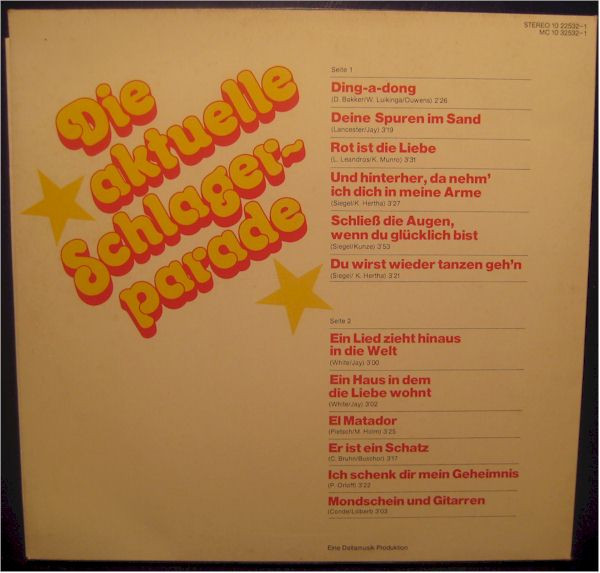 STEREO 10 22532-1
MC 10 32532-1
Die
aktuelle
Schlager-
parade
Seite 1
Ding-a-dong
(D. Bakker/W. Luikinga/Ouwens) 2'26
Deine Spuren im Sand
(Lancester/Jay) 3'19
Rot ist die Liebe
(L. Leandros/K. Munro) 3'31
Und hinterher, da nehm'
ich dich in meine Arme
(Siegel/K. Hertha) 3'27
Schließ die Augen,
wenn du glücklich bist
(Siegel/Kunze) 3'53
Du wirst wieder tanzen geh'n
(Siegel/ K. Hertha) 3'21
Seite 2
Ein Lied zieht hinaus
in die Welt
(White/Jay) 3'00
Ein Haus in dem
die Liebe wohnt
(White/Jay) 3'02
El Matador
(Pietsch/M. Holm) 3'25
Er ist ein Schatz
(C. Bruhn/Buschor) 3'17
Ich schenk dir mein Geheimnis
(P. Orloff) 3'22
Mondschein und Gitarren
(Conde/Lilibert) 3'03
Eine Deltamusik Produktion